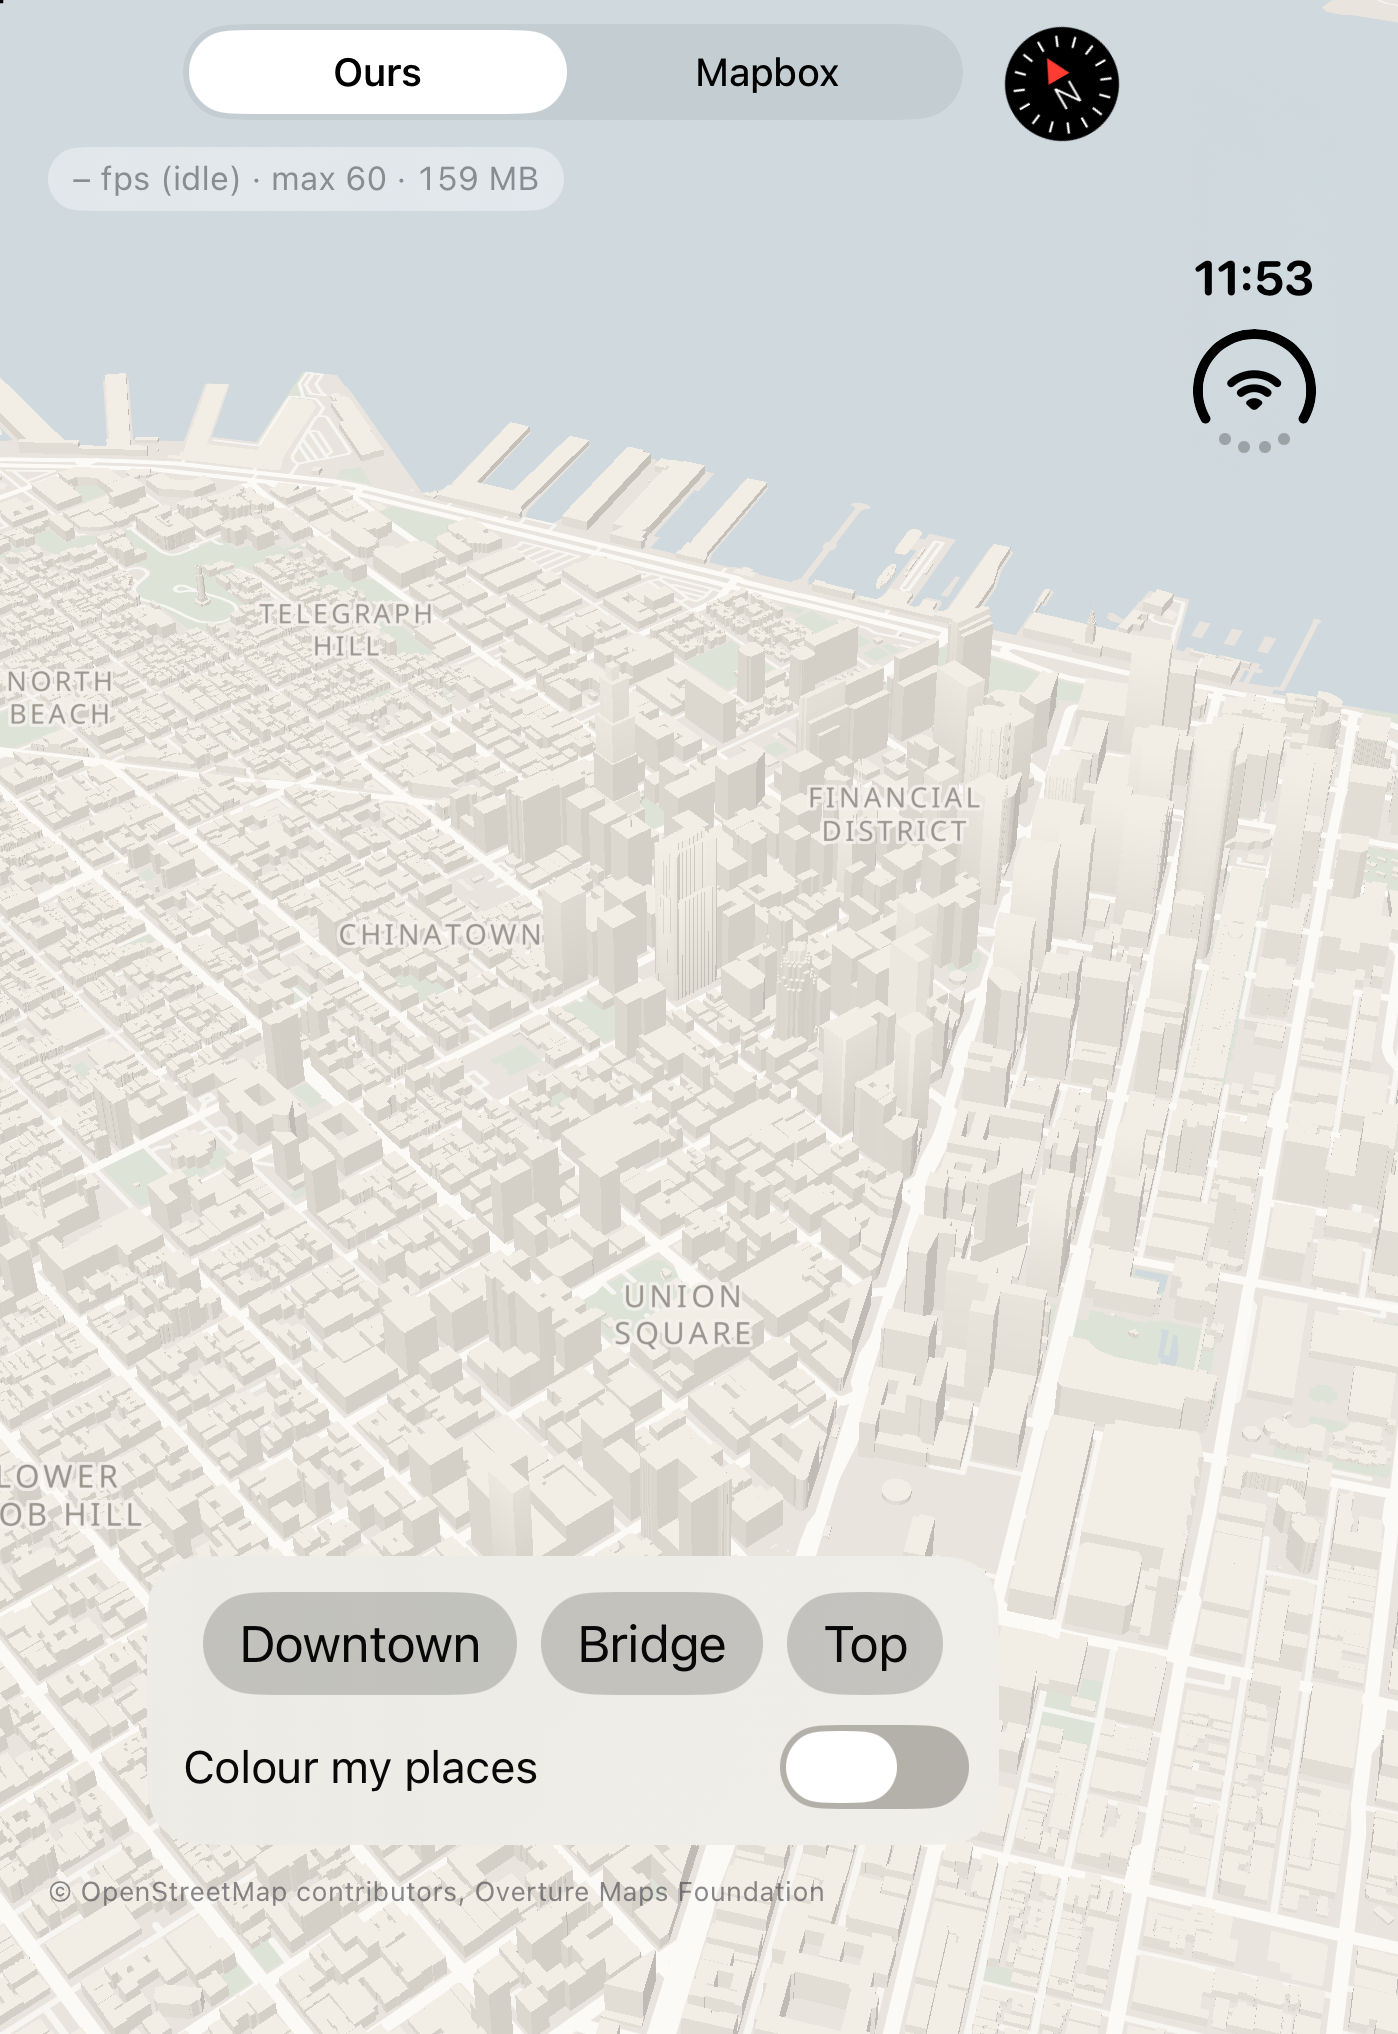 Ours
Mapbox
N
– fps (idle) · max 60 · 159 MB
11:53
TELEGRAPH
HILL
NORTH
BEACH
FINANCIAL
DISTRICT
CHINATOWN
UNION
SQUARE
LOWER
OB HILL
Downtown
Bridge
Top
Colour my places
© OpenStreetMap contributors, Overture Maps Foundation